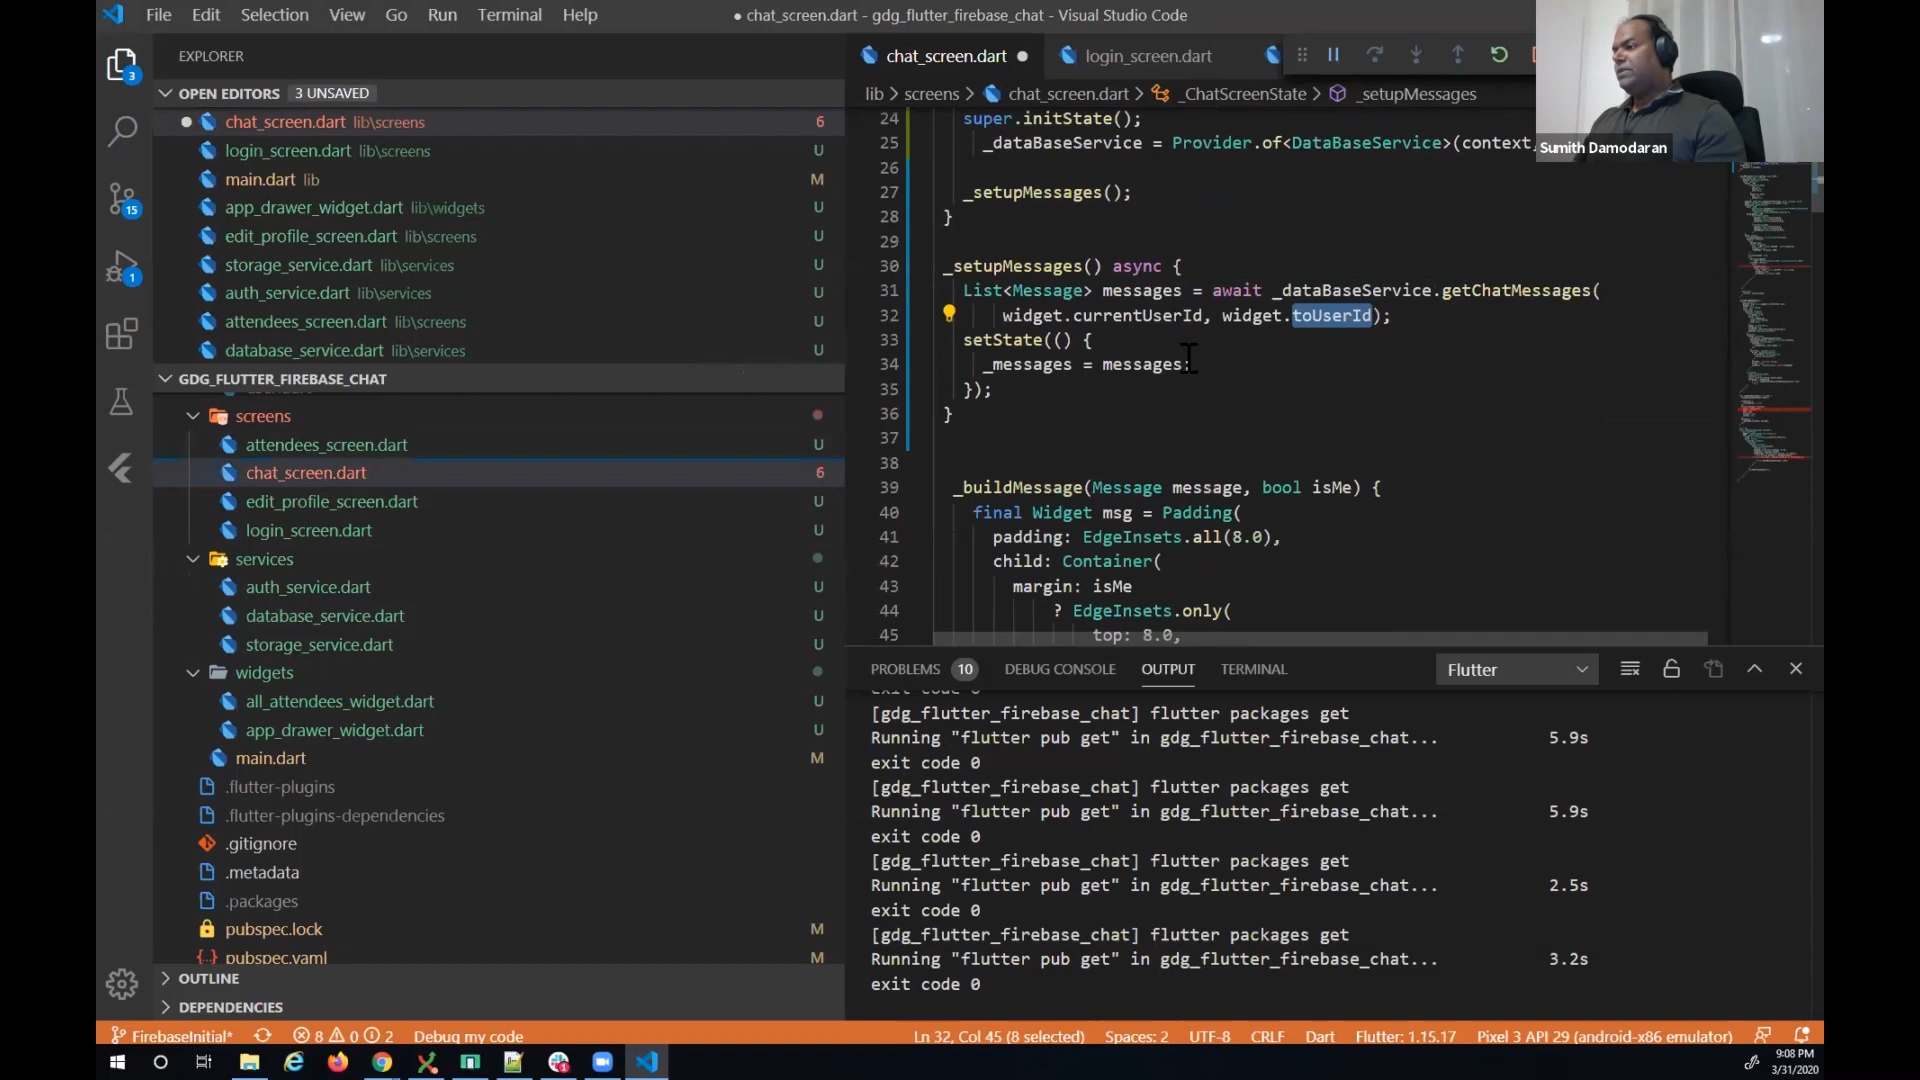 File Edit Selection View Go Run Terminal Help
● chat_screen.dart - gdg_flutter_firebase_chat - Visual Studio Code
EXPLORER
OPEN EDITORS 3 UNSAVED
chat_screen.dart lib\screens 6
login_screen.dart lib\screens U
main.dart lib M
app_drawer_widget.dart lib\widgets U
edit_profile_screen.dart lib\screens U
storage_service.dart lib\services U
auth_service.dart lib\services U
attendees_screen.dart lib\screens U
database_service.dart lib\services U
GDG_FLUTTER_FIREBASE_CHAT
screens
attendees_screen.dart U
chat_screen.dart 6
edit_profile_screen.dart U
login_screen.dart U
services
auth_service.dart U
database_service.dart U
storage_service.dart U
widgets
all_attendees_widget.dart U
app_drawer_widget.dart U
main.dart M
.flutter-plugins
.flutter-plugins-dependencies
.gitignore
.metadata
.packages
pubspec.lock M
pubspec.yaml M
OUTLINE
DEPENDENCIES
3
15
1
chat_screen.dart login_screen.dart
lib > screens > chat_screen.dart > _ChatScreenState > _setupMessages
Sumith Damodaran
24 super.initState();
25 _dataBaseService = Provider.of<DataBaseService>(context,
26
27 _setupMessages();
28 }
29
30 _setupMessages() async {
31 List<Message> messages = await _dataBaseService.getChatMessages(
32 widget.currentUserId, widget.toUserId);
33 setState(() {
34 _messages = messages;
35 });
36 }
37
38
39 _buildMessage(Message message, bool isMe) {
40 final Widget msg = Padding(
41 padding: EdgeInsets.all(8.0),
42 child: Container(
43 margin: isMe
44 ? EdgeInsets.only(
45 top: 8.0,
PROBLEMS 10 DEBUG CONSOLE OUTPUT TERMINAL Flutter
exit code 0
[gdg_flutter_firebase_chat] flutter packages get
Running "flutter pub get" in gdg_flutter_firebase_chat... 5.9s
exit code 0
[gdg_flutter_firebase_chat] flutter packages get
Running "flutter pub get" in gdg_flutter_firebase_chat... 5.9s
exit code 0
[gdg_flutter_firebase_chat] flutter packages get
Running "flutter pub get" in gdg_flutter_firebase_chat... 2.5s
exit code 0
[gdg_flutter_firebase_chat] flutter packages get
Running "flutter pub get" in gdg_flutter_firebase_chat... 3.2s
exit code 0
FirebaseInitial* 8 0 2 Debug my code Ln 32, Col 45 (8 selected) Spaces: 2 UTF-8 CRLF Dart Flutter: 1.15.17 Pixel 3 API 29 (android-x86 emulator)
9:08 PM
3/31/2020